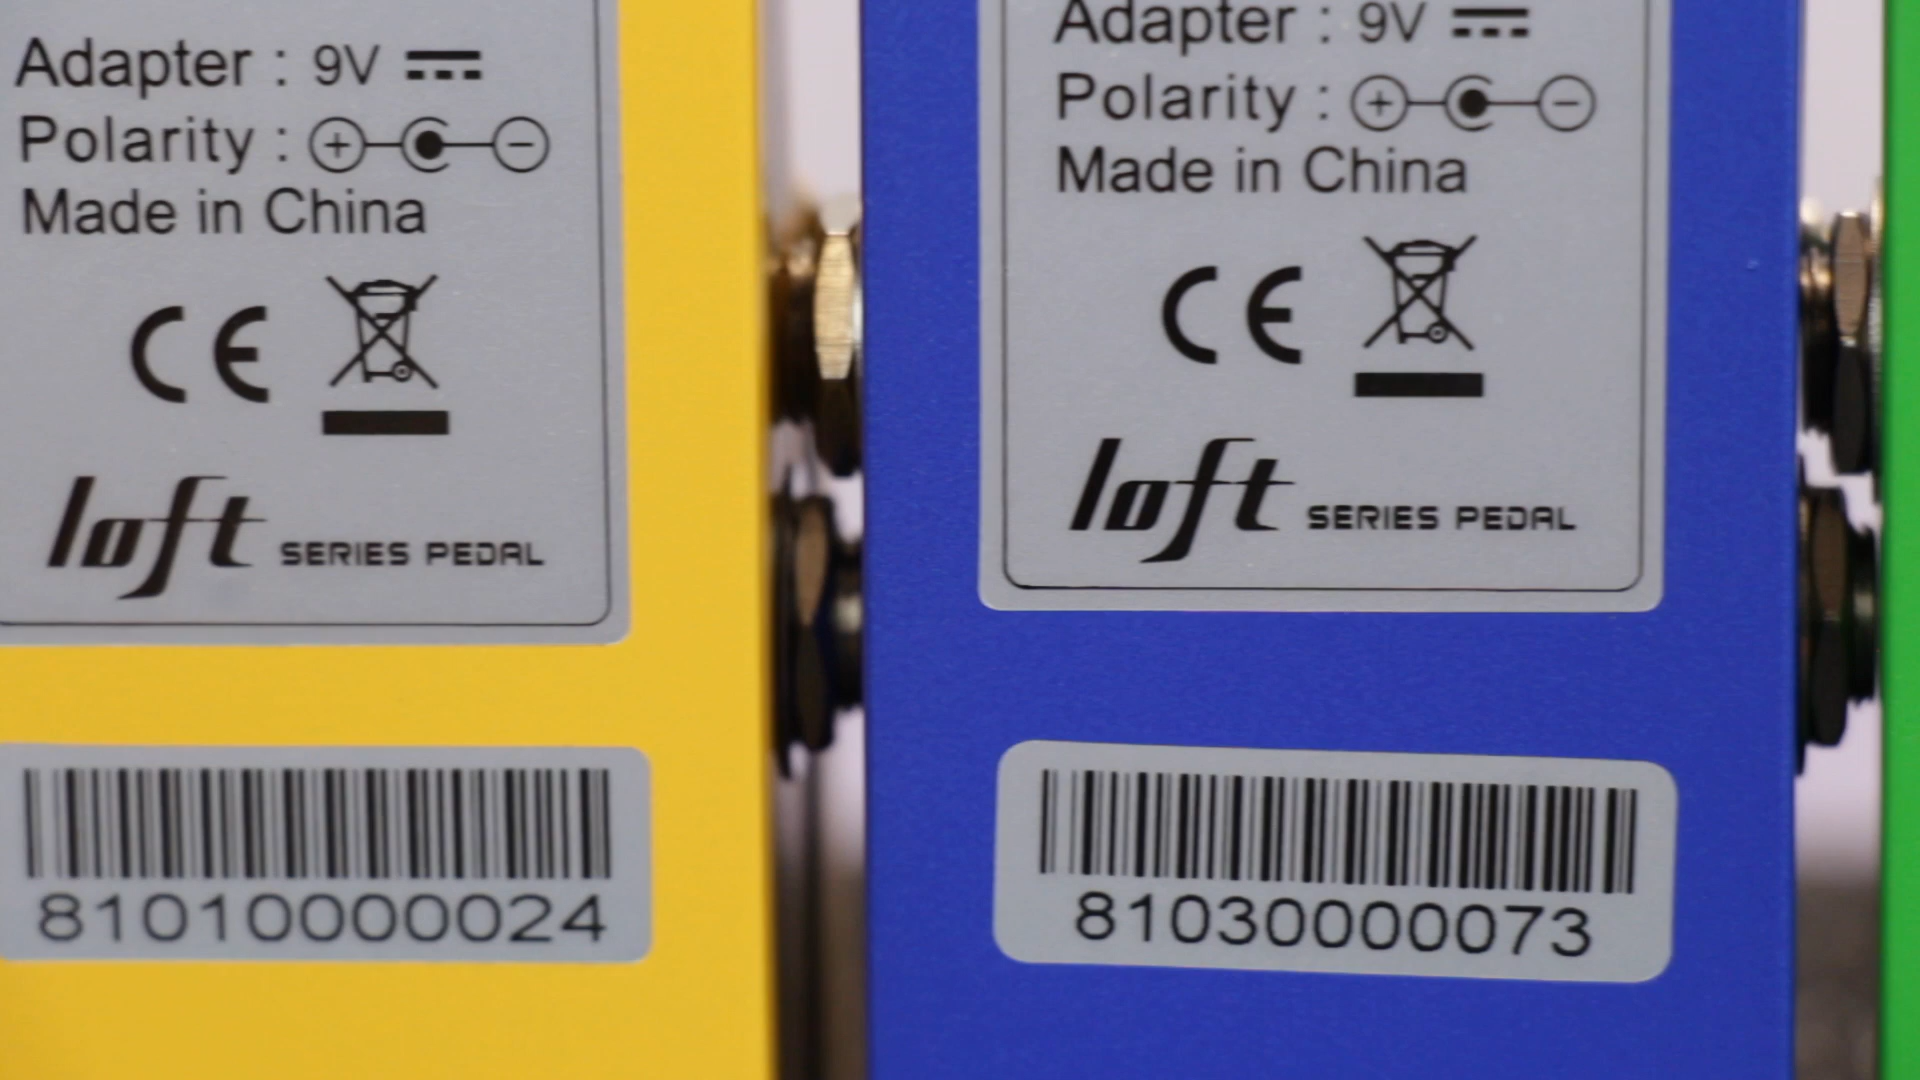 Adapter : 9V
Polarity : + −
Made in China
CE
loft SERIES PEDAL
81010000024
Adapter : 9V
Polarity : + −
Made in China
CE
loft SERIES PEDAL
81030000073